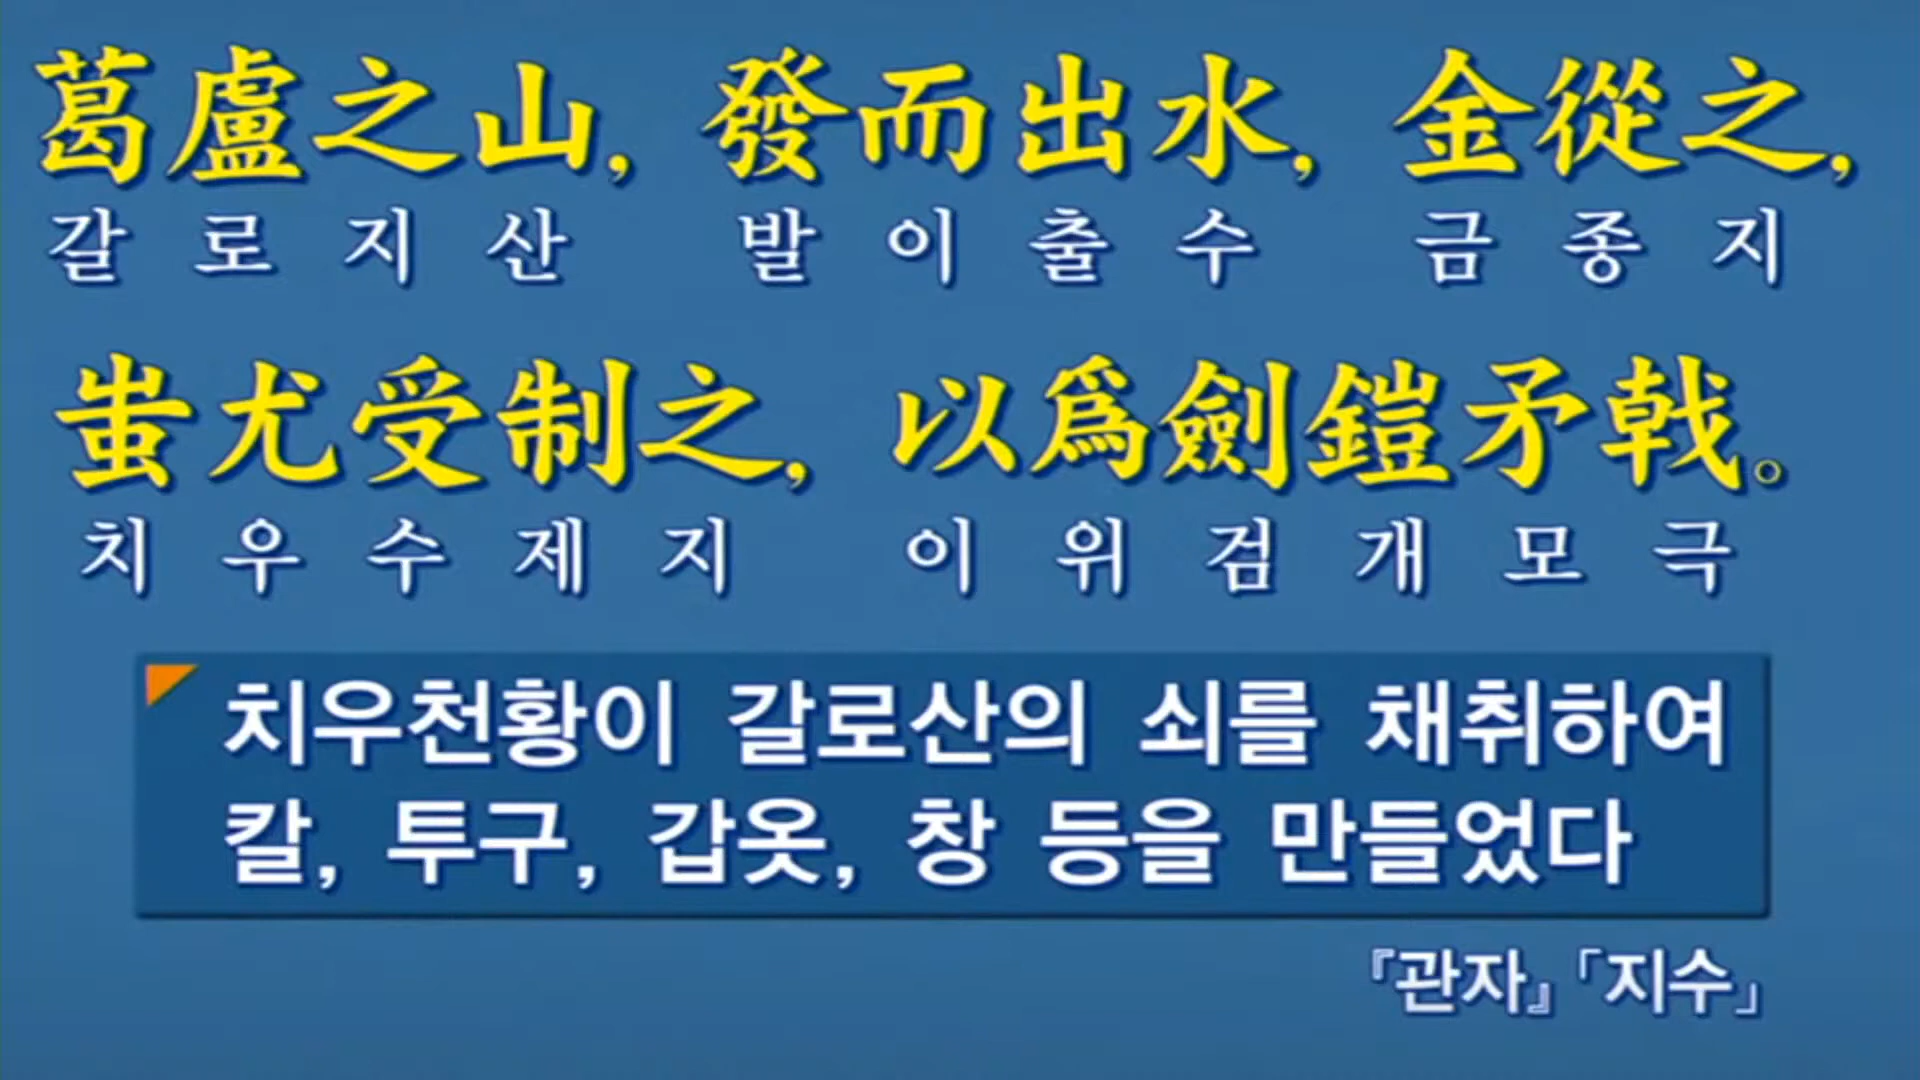 葛盧之山, 發而出水, 金從之,
갈로지산 발이출수 금종지
蚩尤受制之, 以爲劍鎧矛戟。
치우수제지 이위검개모극
치우천황이 갈로산의 쇠를 채취하여
칼, 투구, 갑옷, 창 등을 만들었다
『관자』「지수」